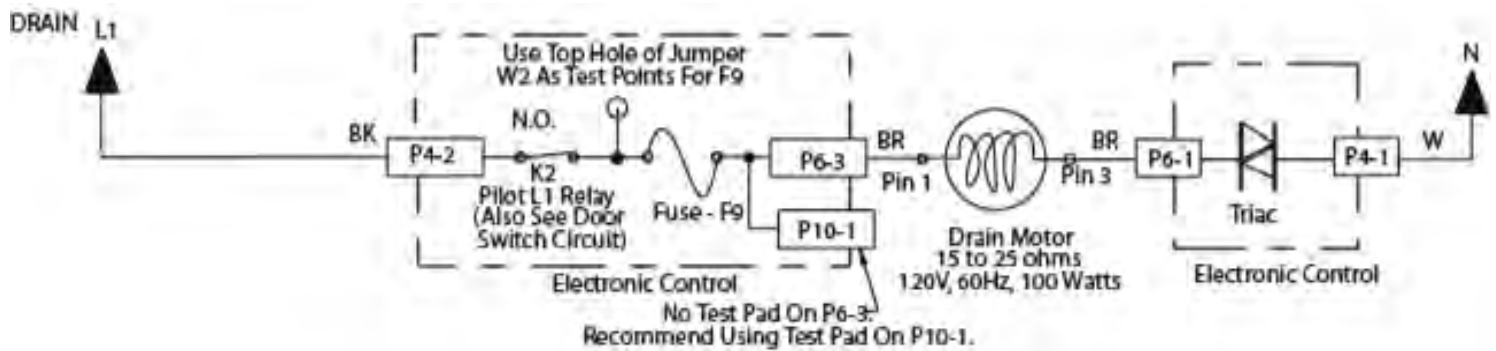 DRAIN L1
N
Use Top Hole of Jumper
W2 As Test Points For F9
N.O.
BK
P4-2
K2
Pilot L1 Relay
(Also See Door
Switch Circuit)
Fuse - F9
P6-3
P10-1
Electronic Control
No Test Pad On P6-3.
Recommend Using Test Pad On P10-1.
BR
Pin 1
Drain Motor
15 to 25 ohms
120V, 60Hz, 100 Watts
BR
Pin 3
P6-1
Triac
P4-1
W
Electronic Control